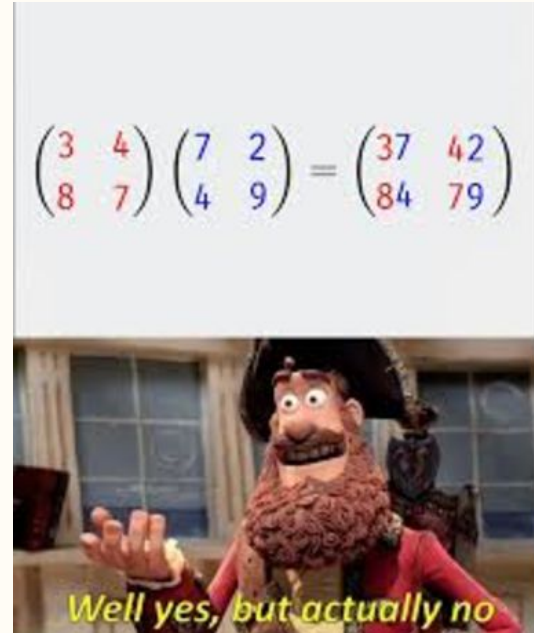 (3 4) (7 2) = (37 42)
(8 7) (4 9) (84 79)
Well yes, but actually no